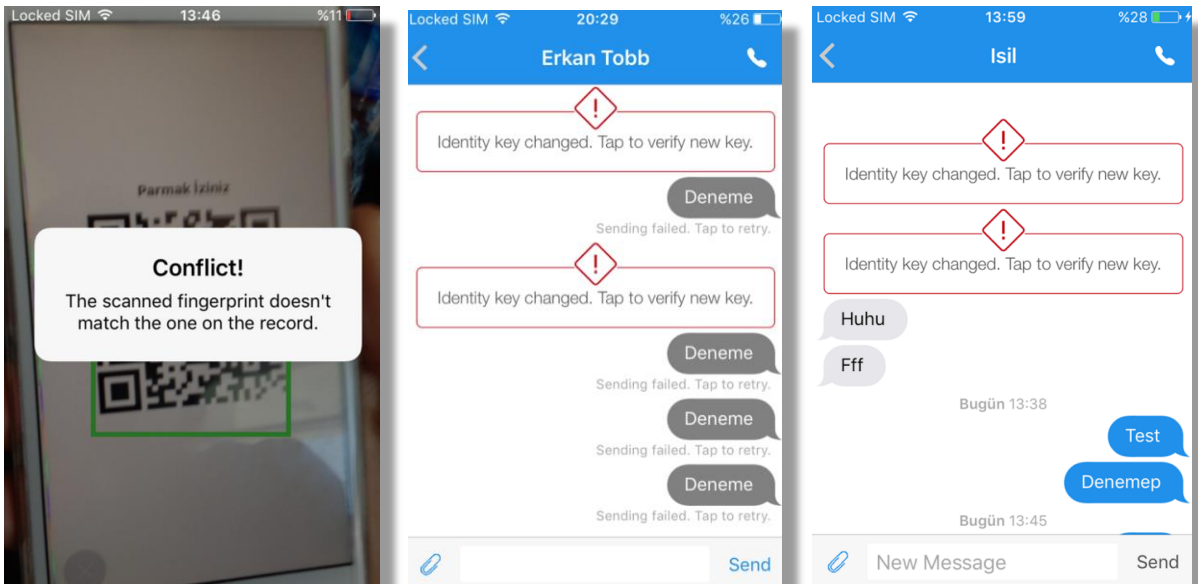 Locked SIM 13:46 %11
Parmak İziniz
Conflict!
The scanned fingerprint doesn't
match the one on the record.
Locked SIM 20:29 %26
Erkan Tobb
Identity key changed. Tap to verify new key.
Deneme
Sending failed. Tap to retry.
Identity key changed. Tap to verify new key.
Deneme
Sending failed. Tap to retry.
Deneme
Sending failed. Tap to retry.
Deneme
Sending failed. Tap to retry.
Send
Locked SIM 13:59 %28
Isil
Identity key changed. Tap to verify new key.
Identity key changed. Tap to verify new key.
Huhu
Fff
Bugün 13:38
Test
Denemep
Bugün 13:45
New Message Send